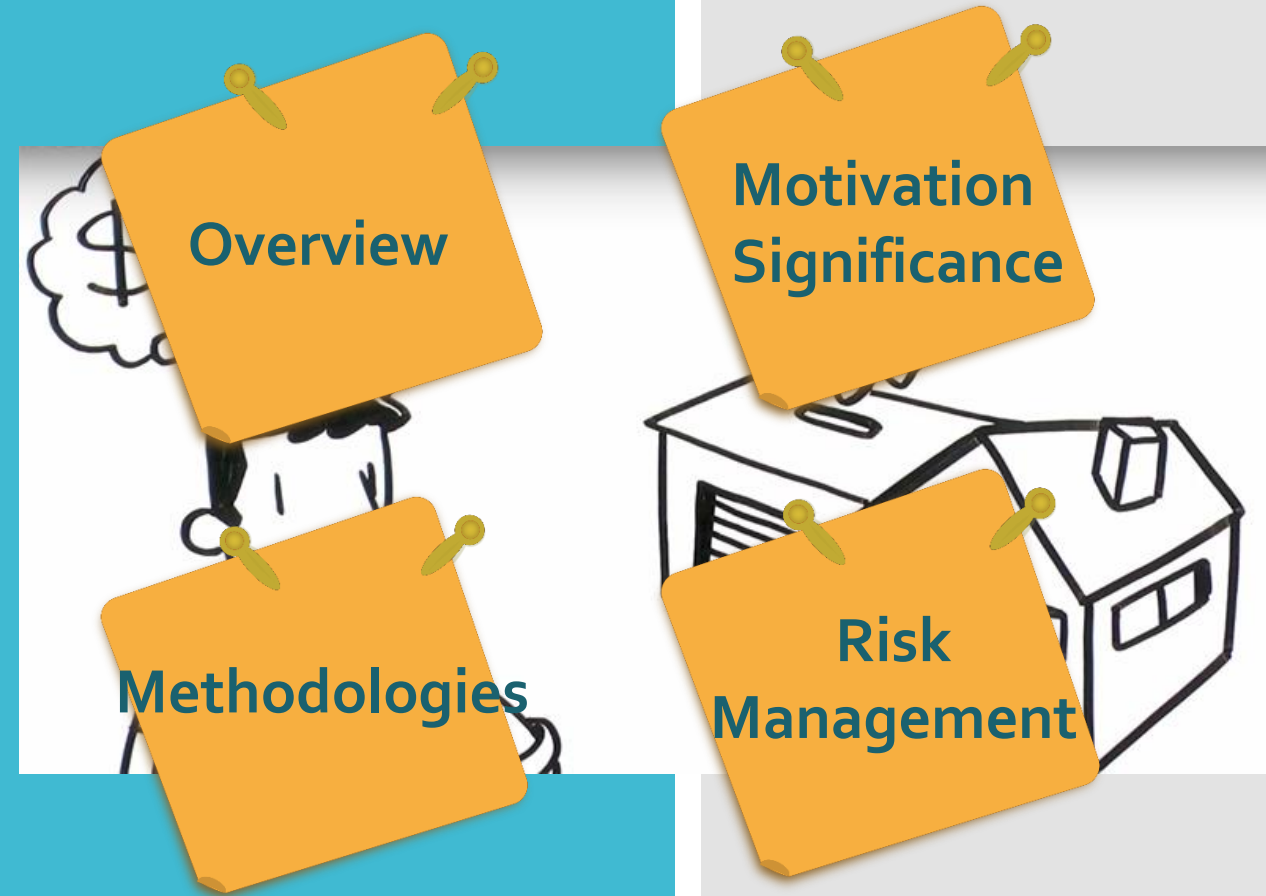 Overview
Motivation
Significance
Methodologies
Risk
Management